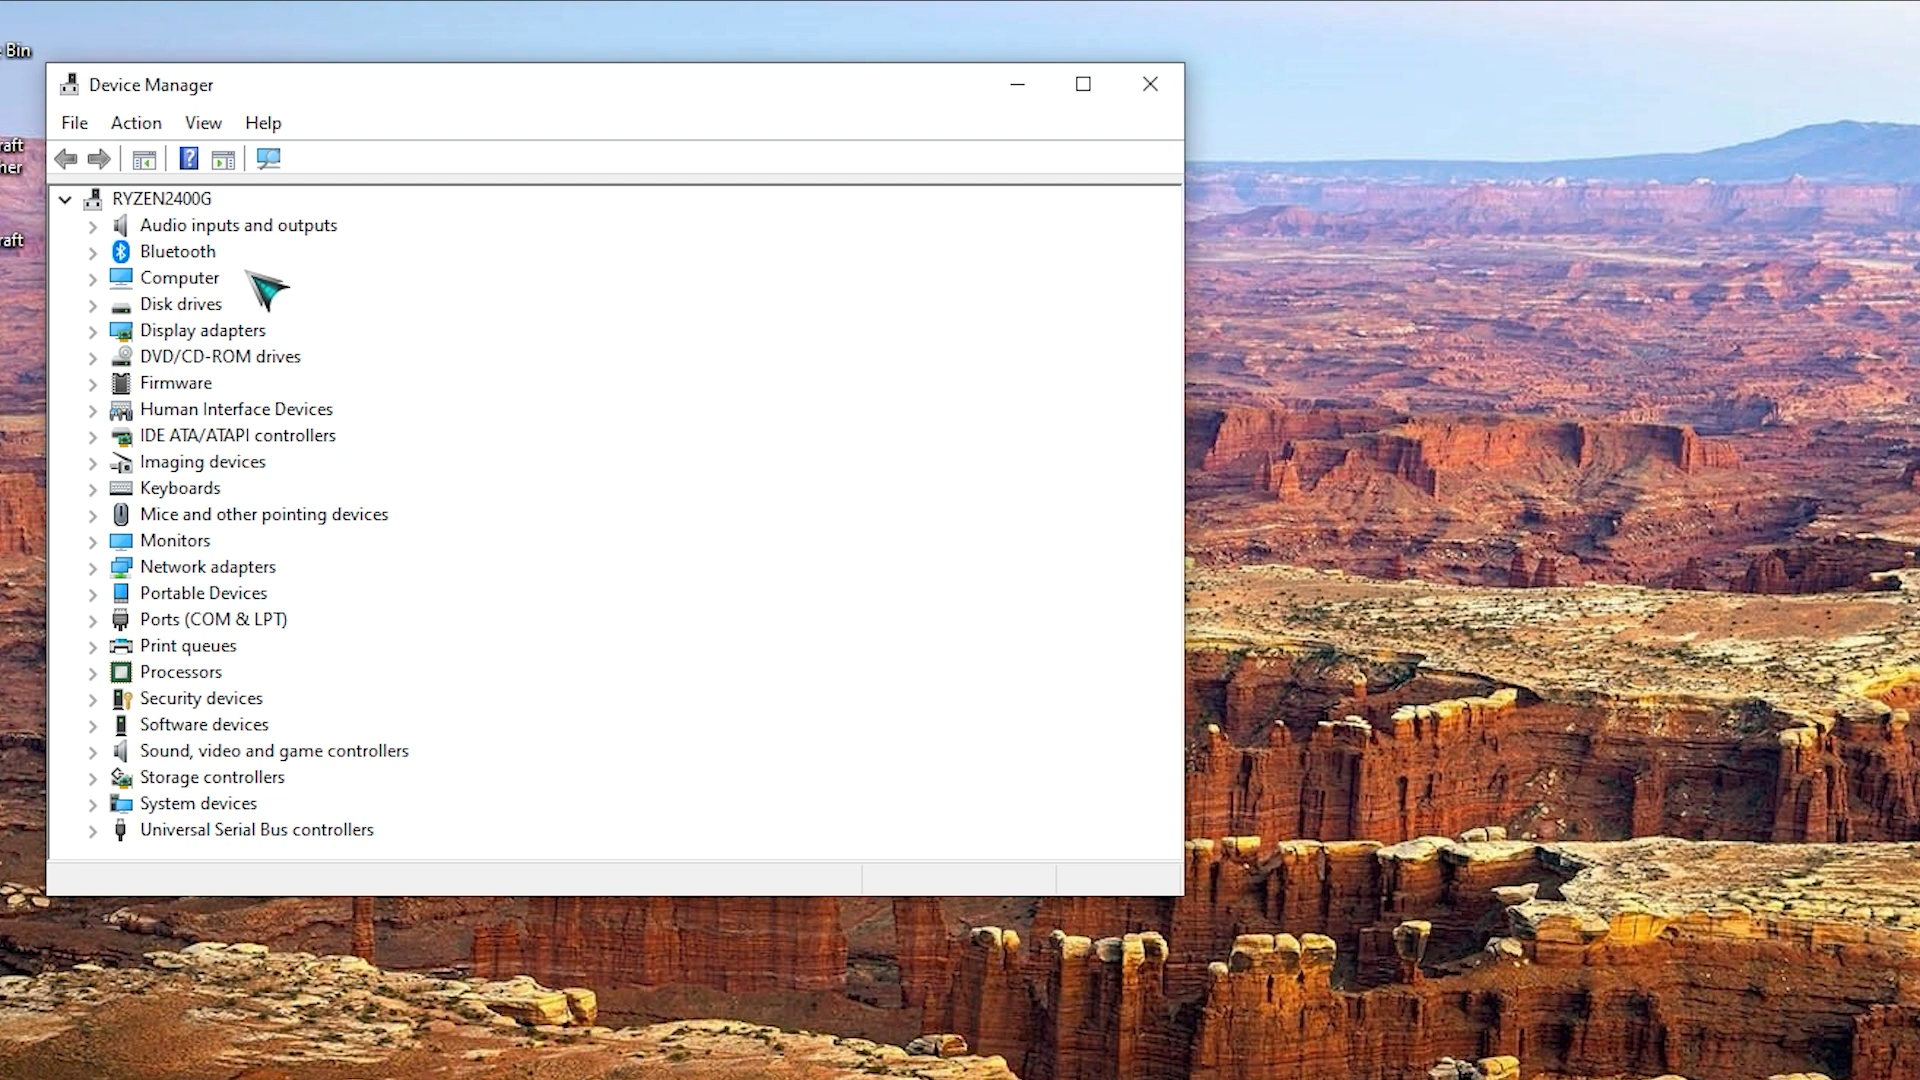 Bin
raft
her
raft
Device Manager
File Action View Help
RYZEN2400G
Audio inputs and outputs
Bluetooth
Computer
Disk drives
Display adapters
DVD/CD-ROM drives
Firmware
Human Interface Devices
IDE ATA/ATAPI controllers
Imaging devices
Keyboards
Mice and other pointing devices
Monitors
Network adapters
Portable Devices
Ports (COM & LPT)
Print queues
Processors
Security devices
Software devices
Sound, video and game controllers
Storage controllers
System devices
Universal Serial Bus controllers